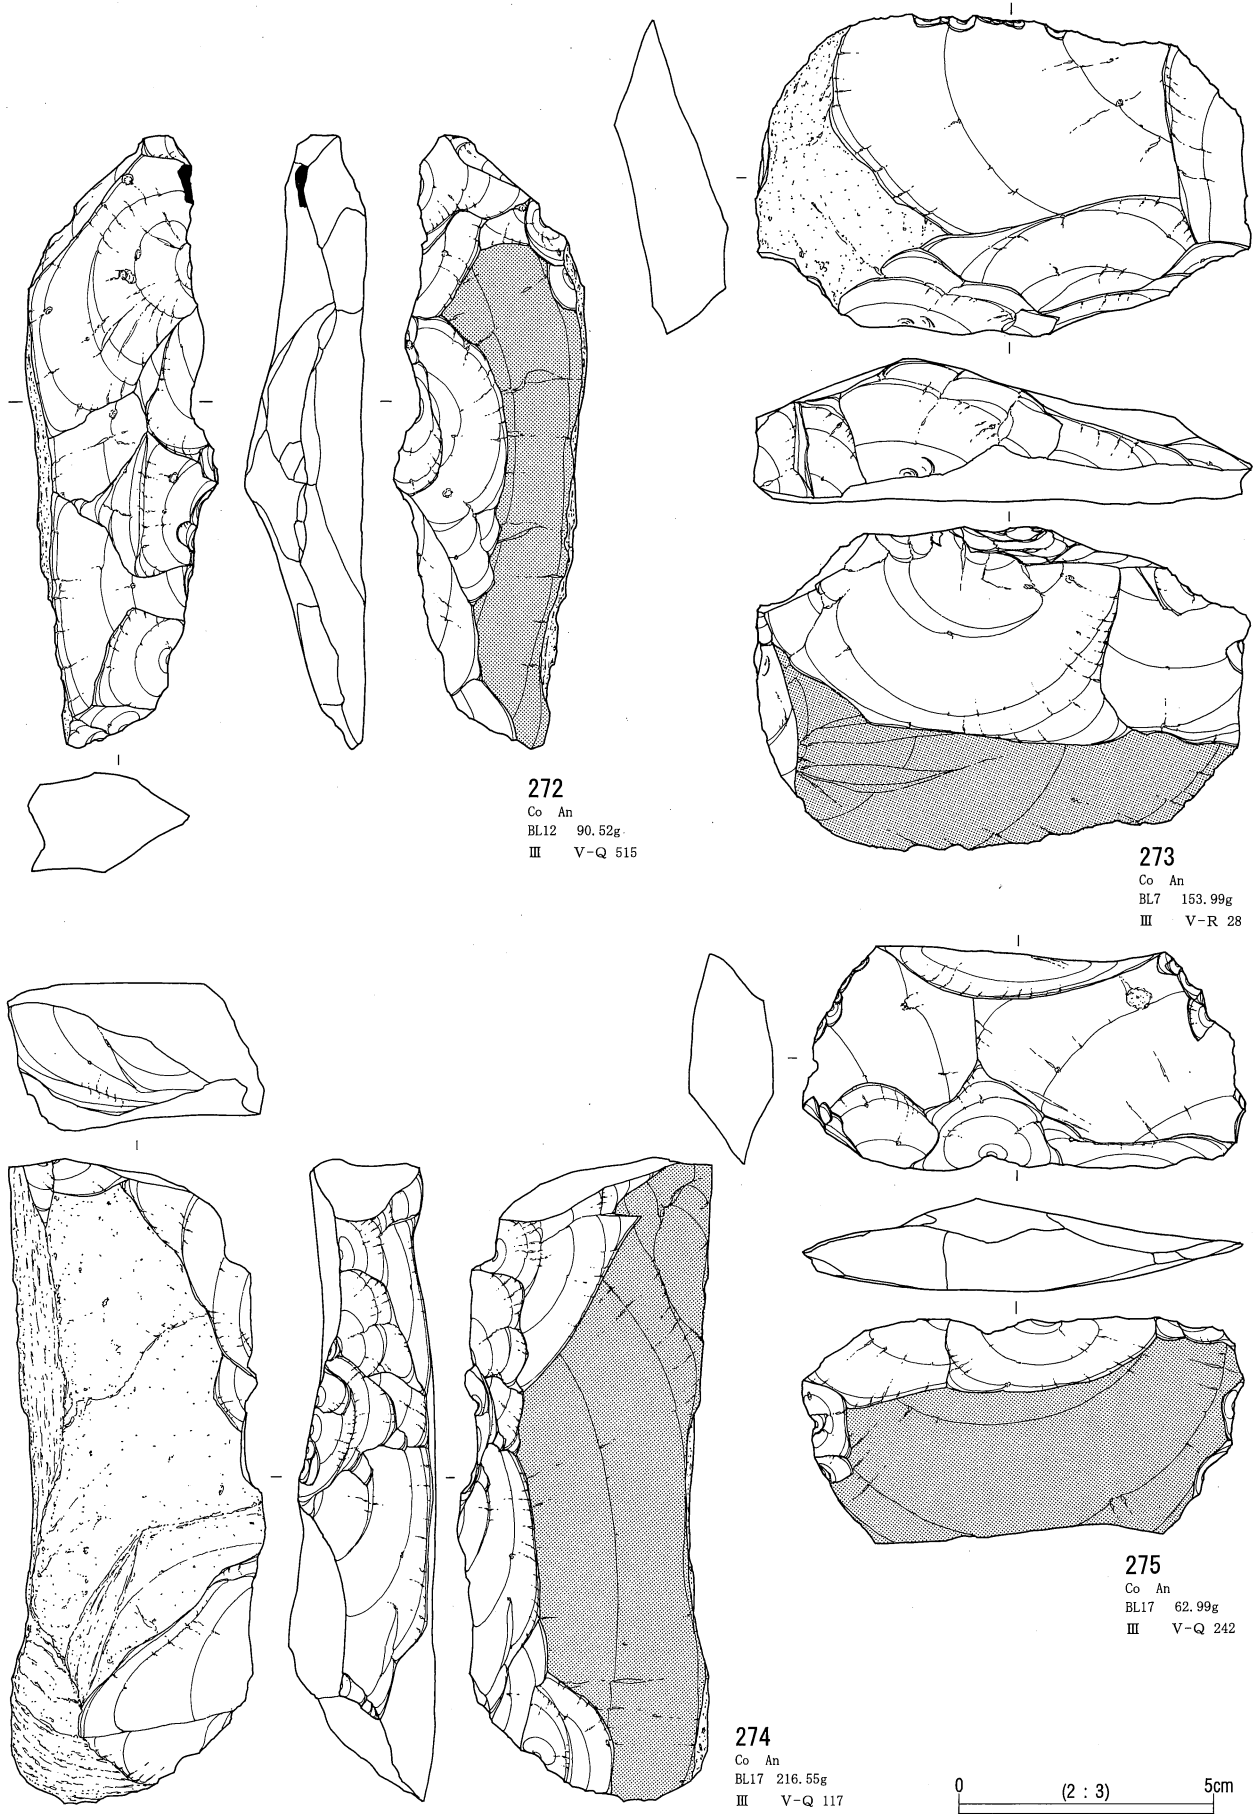 272
Co An
BL12 90.52g
Ⅲ V-Q 515
273
Co An
BL7 153.99g
Ⅲ V-R 28
275
Co An
BL17 62.99g
Ⅲ V-Q 242
274
Co An
BL17 216.55g
Ⅲ V-Q 117
0 (2 : 3) 5cm